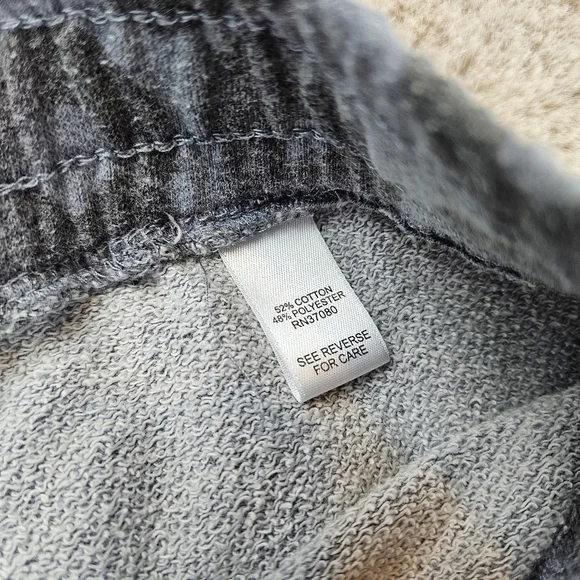 52% COTTON
48% POLYESTER
RN37080
SEE REVERSE
FOR CARE